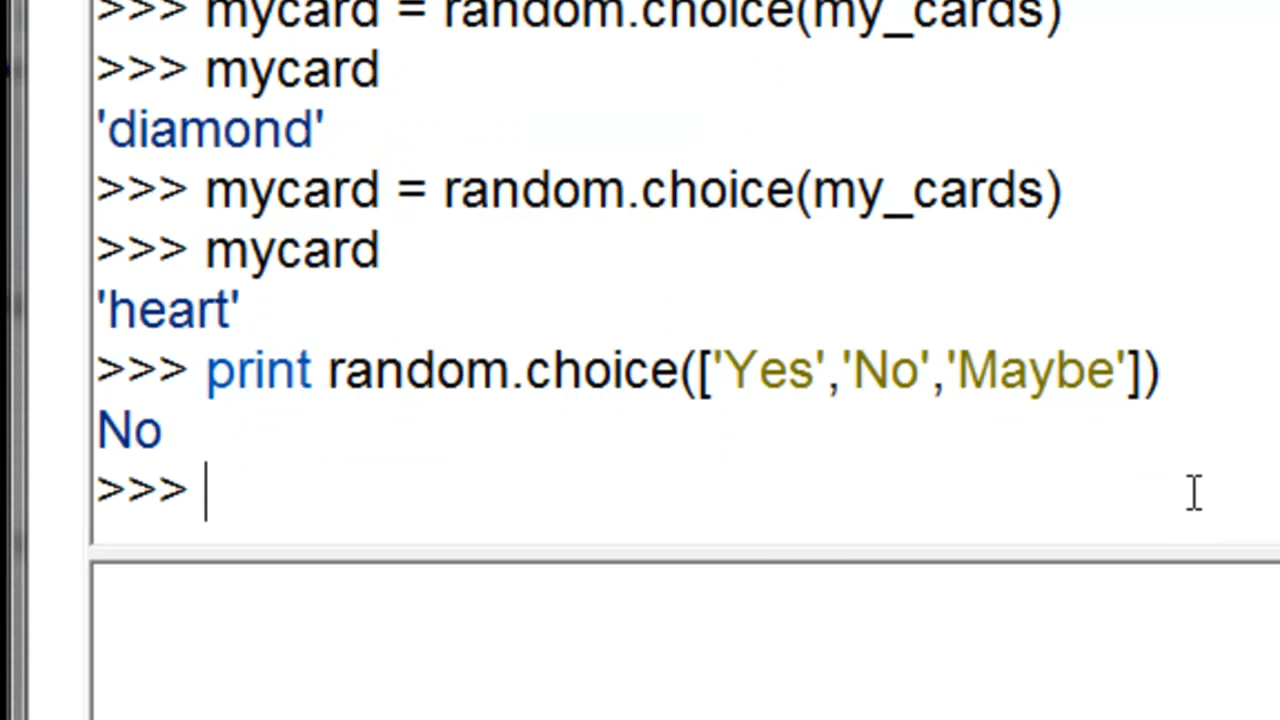 >>> mycard = random.choice(my_cards)
>>> mycard
'diamond'
>>> mycard = random.choice(my_cards)
>>> mycard
'heart'
>>> print random.choice(['Yes','No','Maybe'])
No
>>>